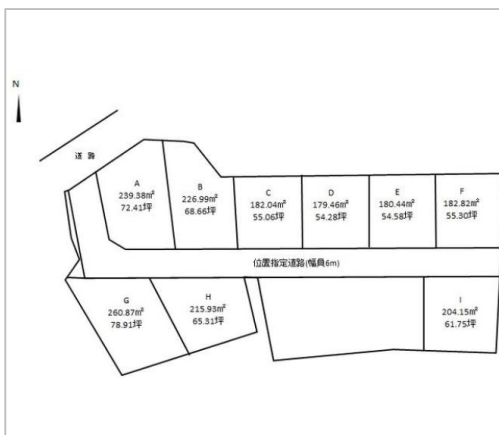 N
道 路
A
239.38㎡
72.41坪
B
226.99㎡
68.66坪
C
182.04㎡
55.06坪
D
179.46㎡
54.28坪
E
180.44㎡
54.58坪
F
182.82㎡
55.30坪
位置指定道路(幅員6m)
G
260.87㎡
78.91坪
H
215.93㎡
65.31坪
I
204.15㎡
61.75坪